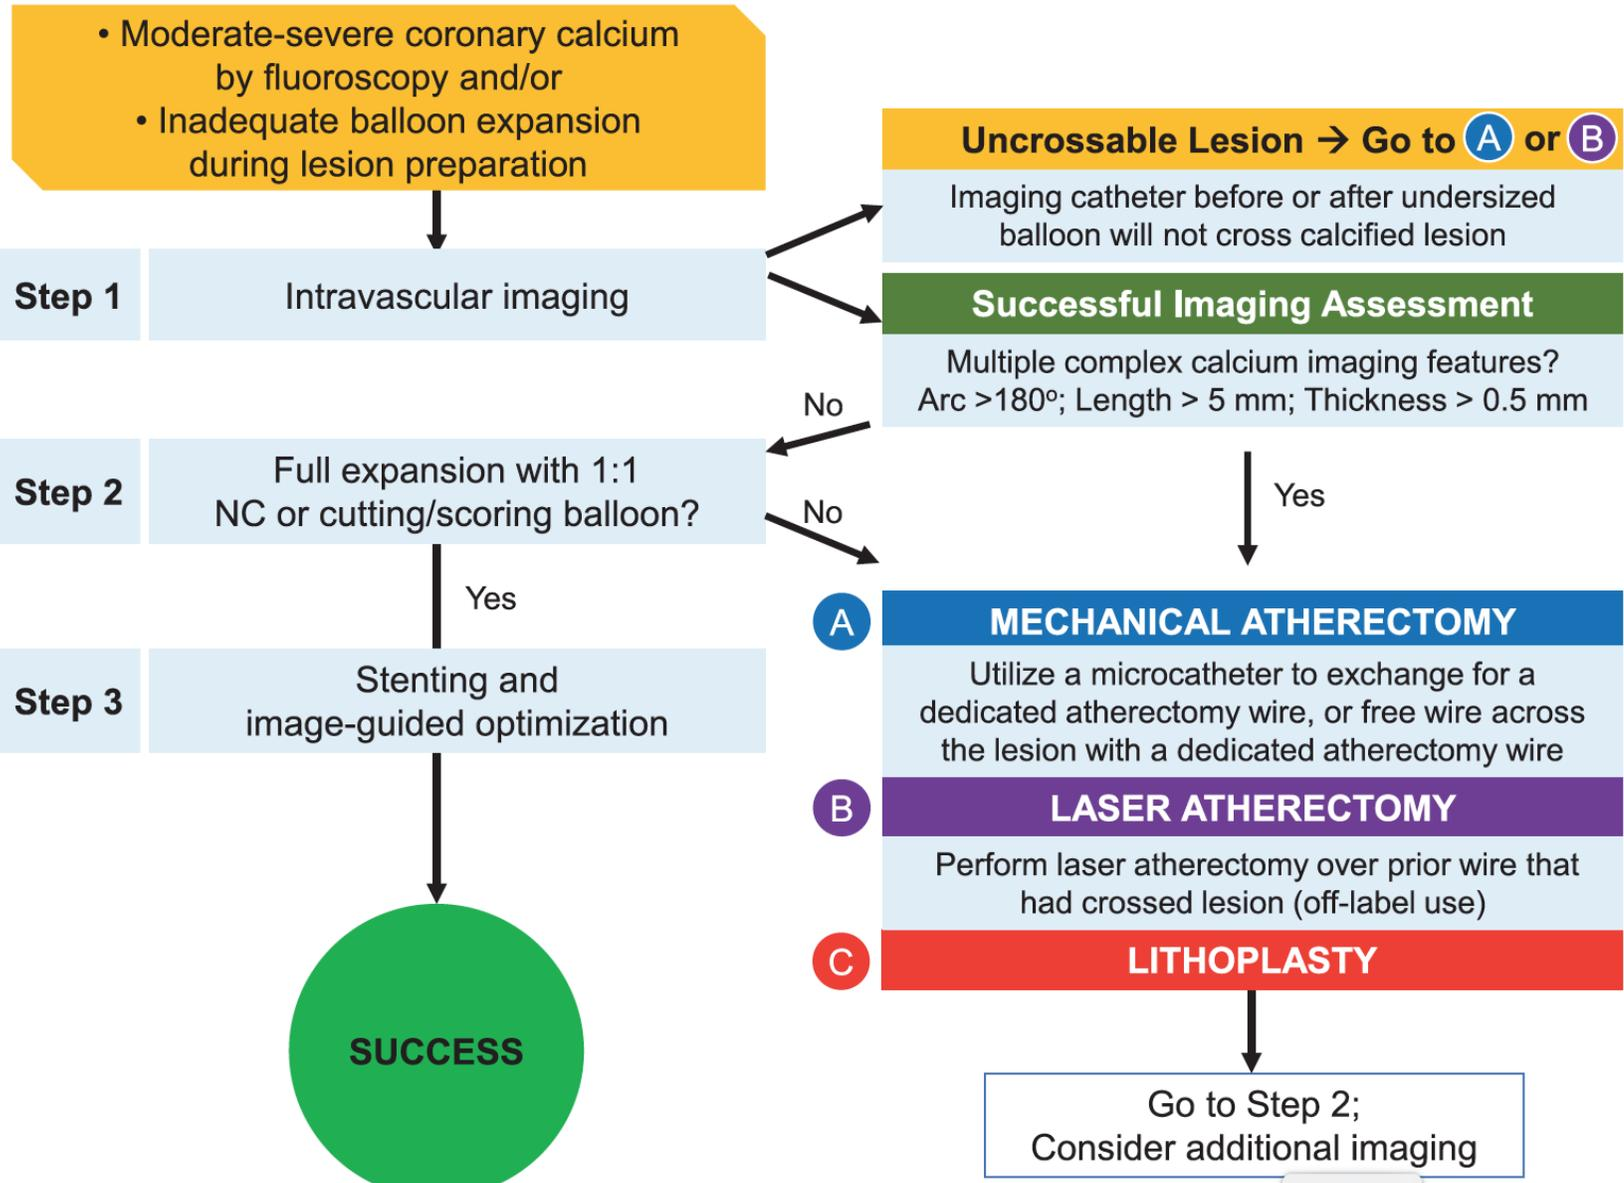 • Moderate-severe coronary calcium
by fluoroscopy and/or
• Inadequate balloon expansion
during lesion preparation
Uncrossable Lesion → Go to A or B
Imaging catheter before or after undersized
balloon will not cross calcified lesion
Step 1
Intravascular imaging
Successful Imaging Assessment
Multiple complex calcium imaging features?
Arc >180º; Length > 5 mm; Thickness > 0.5 mm
No
Yes
Step 2
Full expansion with 1:1
NC or cutting/scoring balloon?
No
Yes
Step 3
Stenting and
image-guided optimization
SUCCESS
A
MECHANICAL ATHERECTOMY
Utilize a microcatheter to exchange for a
dedicated atherectomy wire, or free wire across
the lesion with a dedicated atherectomy wire
B
LASER ATHERECTOMY
Perform laser atherectomy over prior wire that
had crossed lesion (off-label use)
C
LITHOPLASTY
Go to Step 2;
Consider additional imaging